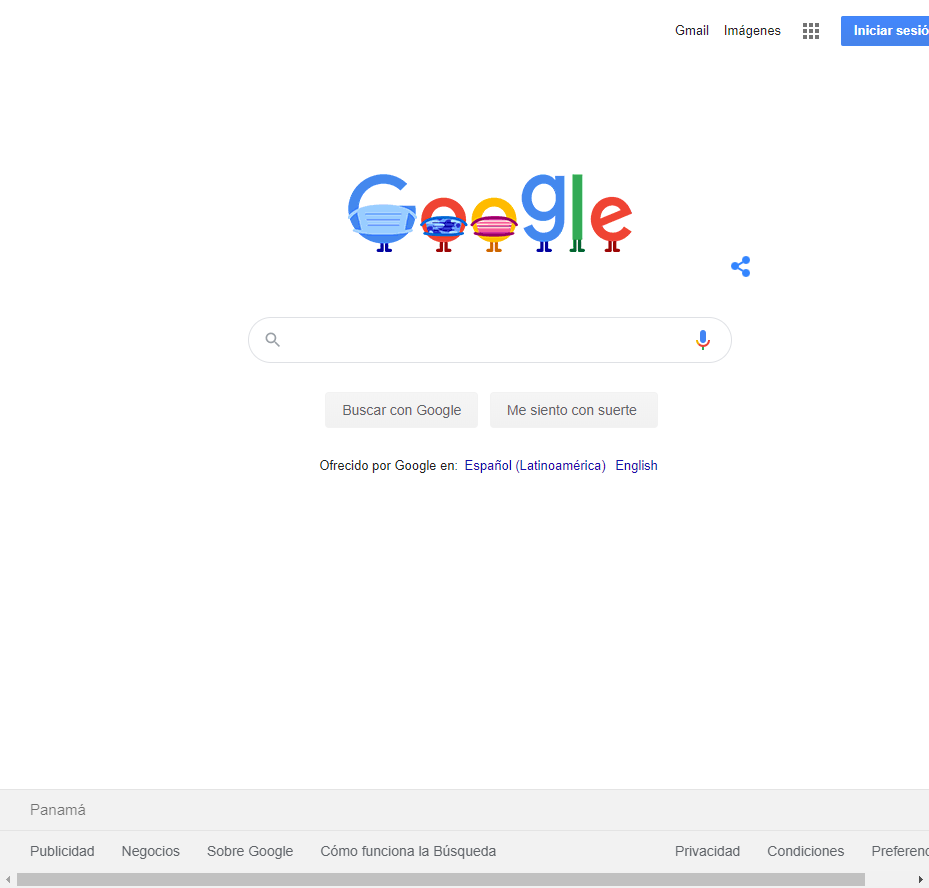 Gmail Imágenes Iniciar sesió
Google
Buscar con Google Me siento con suerte
Ofrecido por Google en: Español (Latinoamérica) English
Panamá
Publicidad Negocios Sobre Google Cómo funciona la Búsqueda Privacidad Condiciones Preferenc